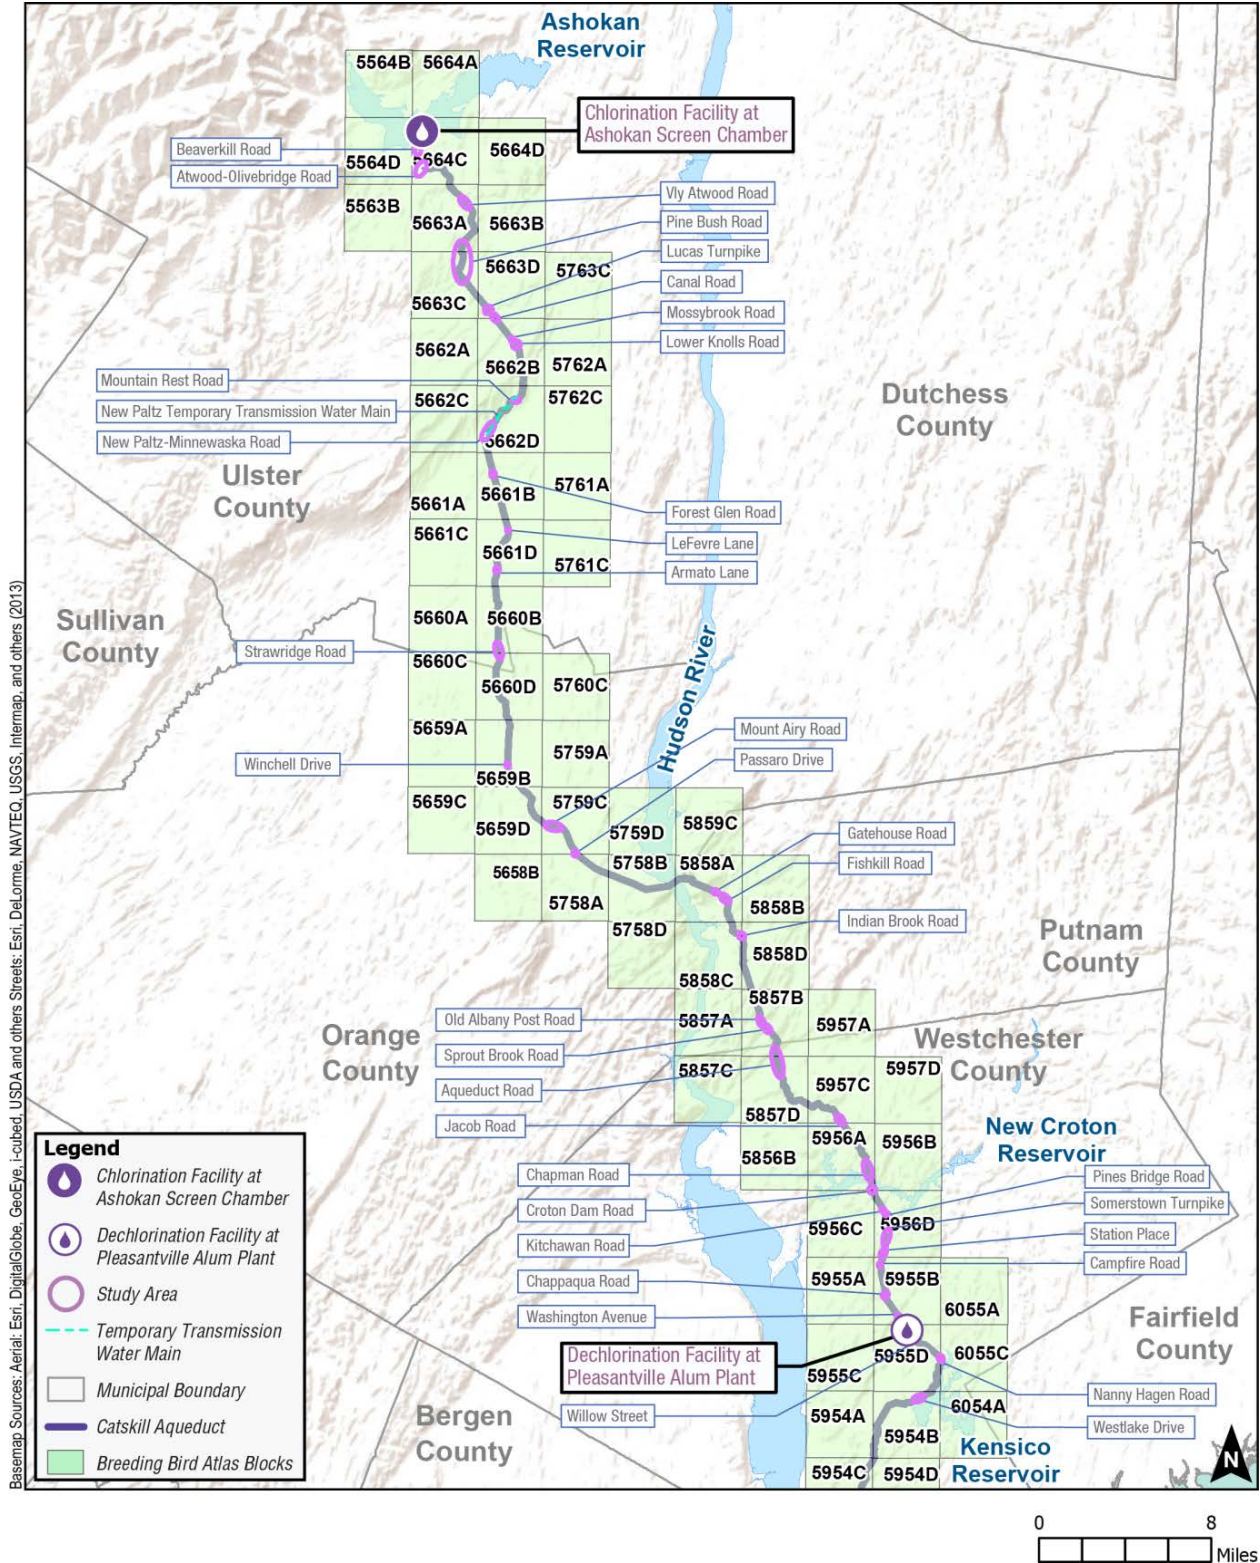 Ashokan
Reservoir
5564B
5664A
Chlorination Facility at
Ashokan Screen Chamber
Beaverkill Road
Atwood-Olivebridge Road
5564D
5664C
5664D
5563B
5663A
5663B
Vly Atwood Road
Pine Bush Road
Lucas Turnpike
Canal Road
Mossybrook Road
Lower Knolls Road
5663D
5763C
5663C
5662A
5662B
5762A
Mountain Rest Road
New Paltz Temporary Transmission Water Main
New Paltz-Minnewaska Road
5662C
5762C
5662D
Dutchess
County
Ulster
County
5661A
5661B
5761A
Forest Glen Road
LeFevre Lane
Armato Lane
5661C
5661D
5761C
Sullivan
County
5660A
5660B
Strawridge Road
5660C
5660D
5760C
Hudson River
5659A
5759A
Mount Airy Road
Passaro Drive
Winchell Drive
5659B
5659C
5759C
5659D
5759D
5859C
Gatehouse Road
Fishkill Road
5658B
5758B
5858A
5758A
5858B
Indian Brook Road
5758D
5858D
Putnam
County
5858C
5857B
Old Albany Post Road
5857A
5957A
Orange
County
Sprout Brook Road
Westchester
County
Aqueduct Road
5857C
5957C
5957D
Jacob Road
5857D
5956A
5956B
New Croton
Reservoir
5856B
Chapman Road
Pines Bridge Road
Croton Dam Road
Somerstown Turnpike
Kitchawan Road
5956C
5956D
Station Place
Campfire Road
Chappaqua Road
5955A
5955B
Washington Avenue
6055A
Fairfield
County
Dechlorination Facility at
Pleasantville Alum Plant
5955D
6055C
5955C
Nanny Hagen Road
Willow Street
5954A
6054A
Westlake Drive
Bergen
County
5954B
Kensico
Reservoir
5954C
5954D
N
Legend
Chlorination Facility at
Ashokan Screen Chamber
Dechlorination Facility at
Pleasantville Alum Plant
Study Area
Temporary Transmission
Water Main
Municipal Boundary
Catskill Aqueduct
Breeding Bird Atlas Blocks
Basemap Sources: Aerial: Esri, DigitalGlobe, GeoEye, i-cubed, USDA and others Streets: Esri, DeLorme, NAVTEQ, USGS, Intermap, and others (2013)
0 8
Miles